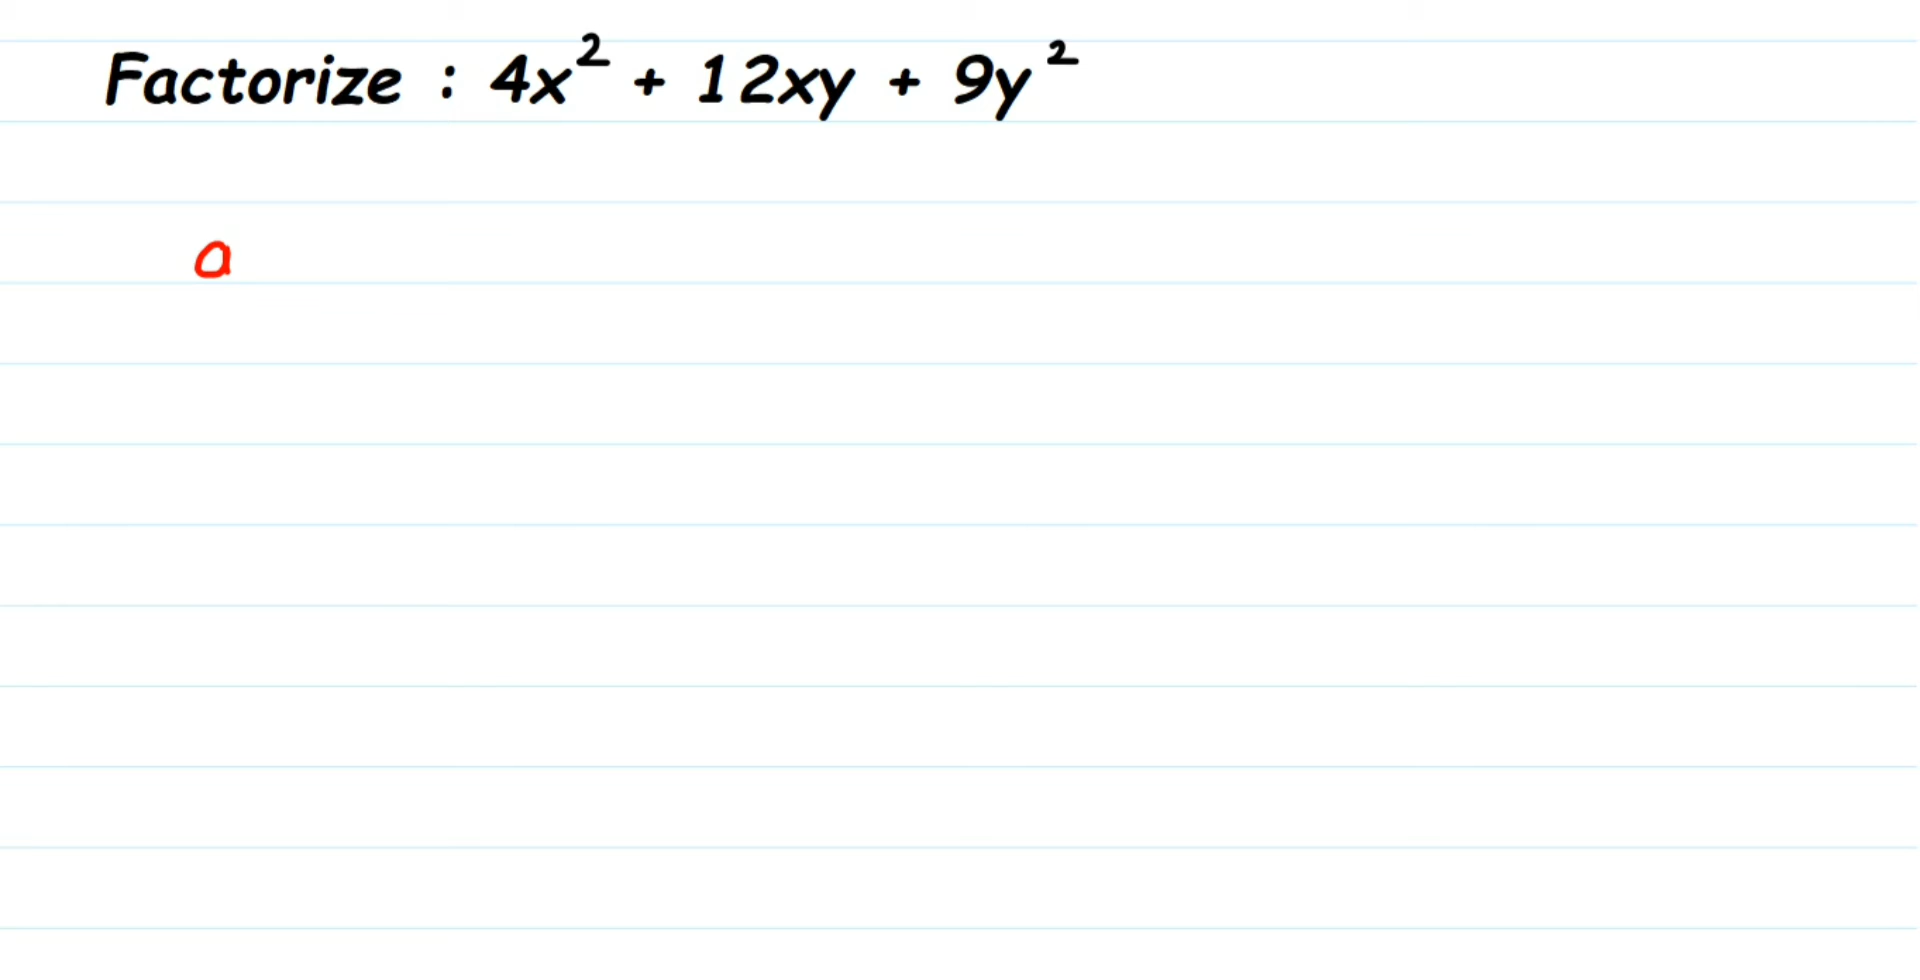 Factorize : 4x² + 12xy + 9y²
a